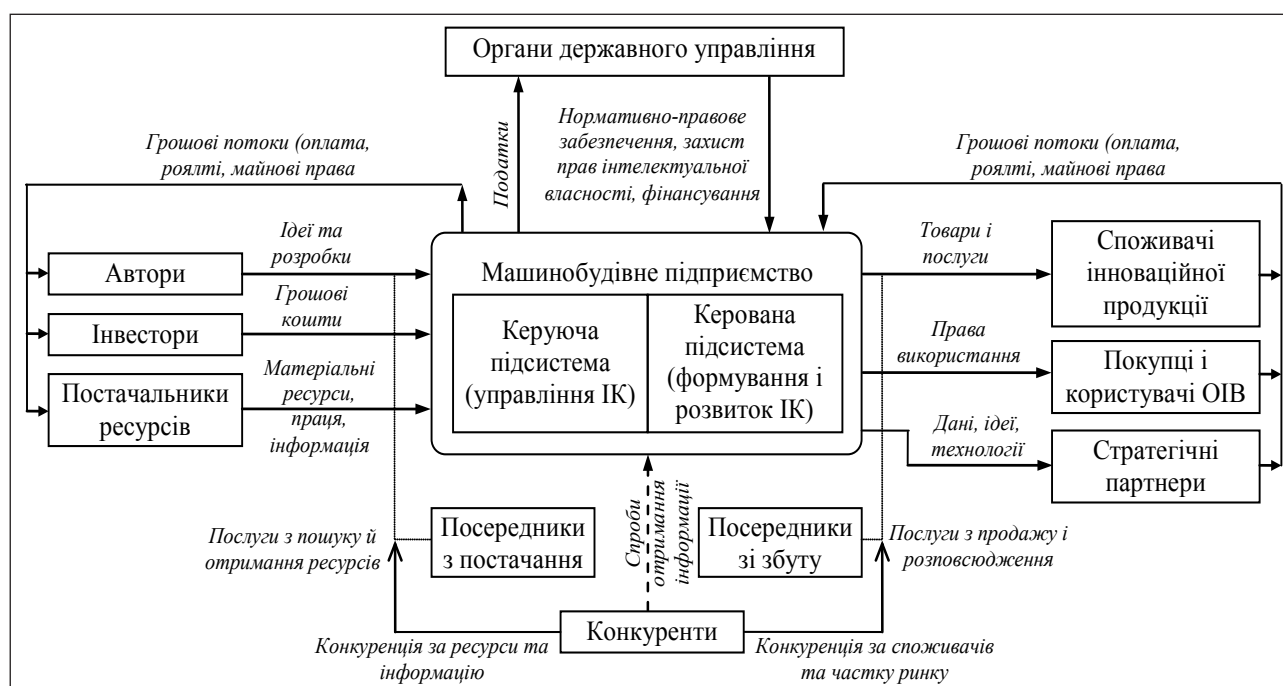 Органи державного управління
Податки
Нормативно-правове
забезпечення, захист
прав інтелектуальної
власності, фінансування
Грошові потоки (оплата,
роялті, майнові права
Грошові потоки (оплата,
роялті, майнові права
Автори
Інвестори
Постачальники
ресурсів
Ідеї та
розробки
Грошові
кошти
Матеріальні
ресурси,
праця,
інформація
Машинобудівне підприємство
Керуюча
підсистема
(управління ІК)
Керована
підсистема
(формування і
розвиток ІК)
Товари і
послуги
Права
використання
Дані, ідеї,
технології
Споживачі
інноваційної
продукції
Покупці і
користувачі ОІВ
Стратегічні
партнери
Послуги з пошуку й
отримання ресурсів
Посередники
з постачання
Спроби
отримання
інформації
Посередники
зі збуту
Послуги з продажу і
розповсюдження
Конкуренти
Конкуренція за ресурси та
інформацію
Конкуренція за споживачів
та частку ринку